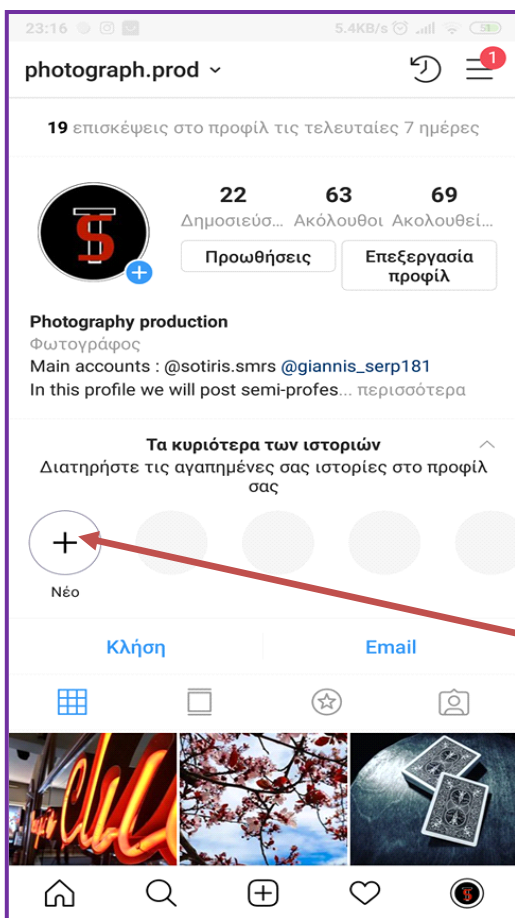 23:16
5.4KB/s
51
photograph.prod
1
19 επισκέψεις στο προφίλ τις τελευταίες 7 ημέρες
22 63 69
Δημοσιεύσ... Ακόλουθοι Ακολουθεί...
Προωθήσεις
Επεξεργασία
προφίλ
Photography production
Φωτογράφος
Main accounts : @sotiris.smrs @giannis_serp181
In this profile we will post semi-profes... περισσότερα
Τα κυριότερα των ιστοριών
Διατηρήστε τις αγαπημένες σας ιστορίες στο προφίλ
σας
Νέο
Κλήση
Email